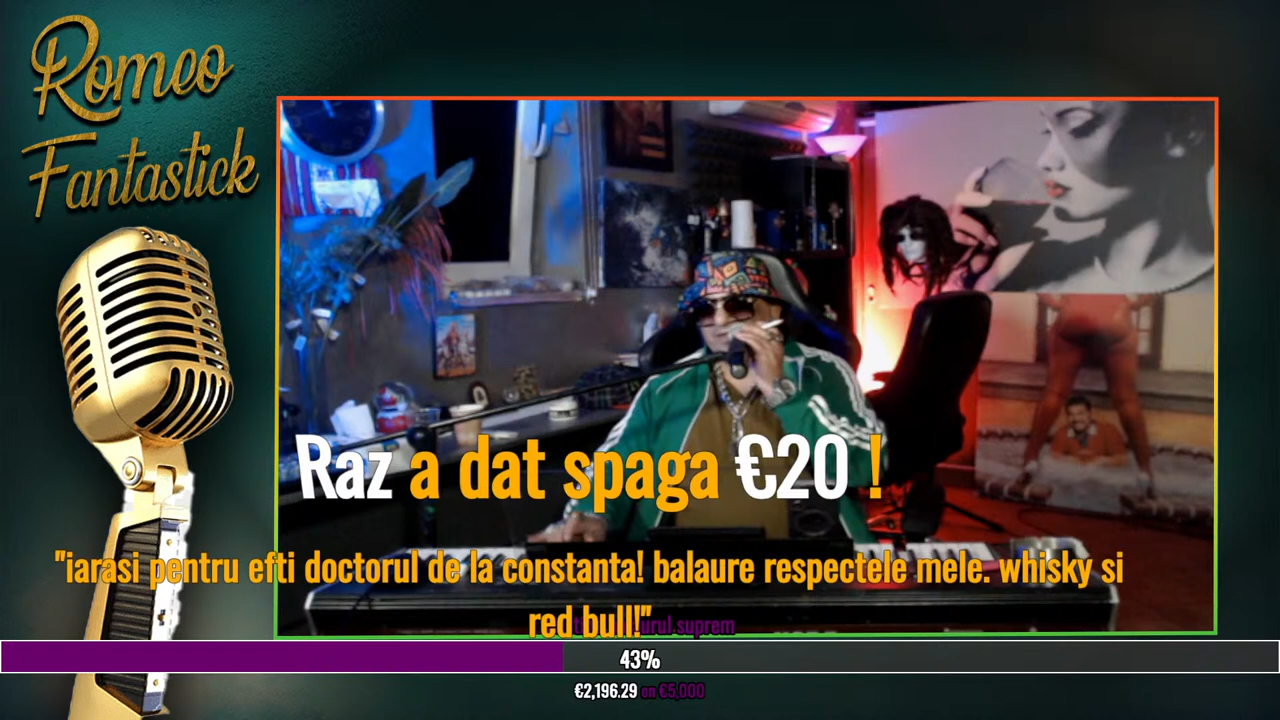 Romeo
Fantastick
Raz a dat spaga €20 !
"iarasi pentru efti doctorul de la constanta! balaure respectele mele. whisky si
red bull!"
suprem
43%
€2,196.29 on €5,000